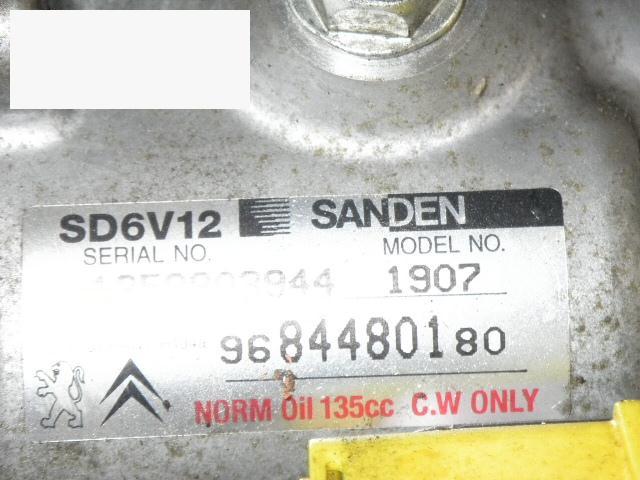 SD6V12 SANDEN
SERIAL NO. MODEL NO.
1907
9684480180
NORM Oil 135cc C.W ONLY